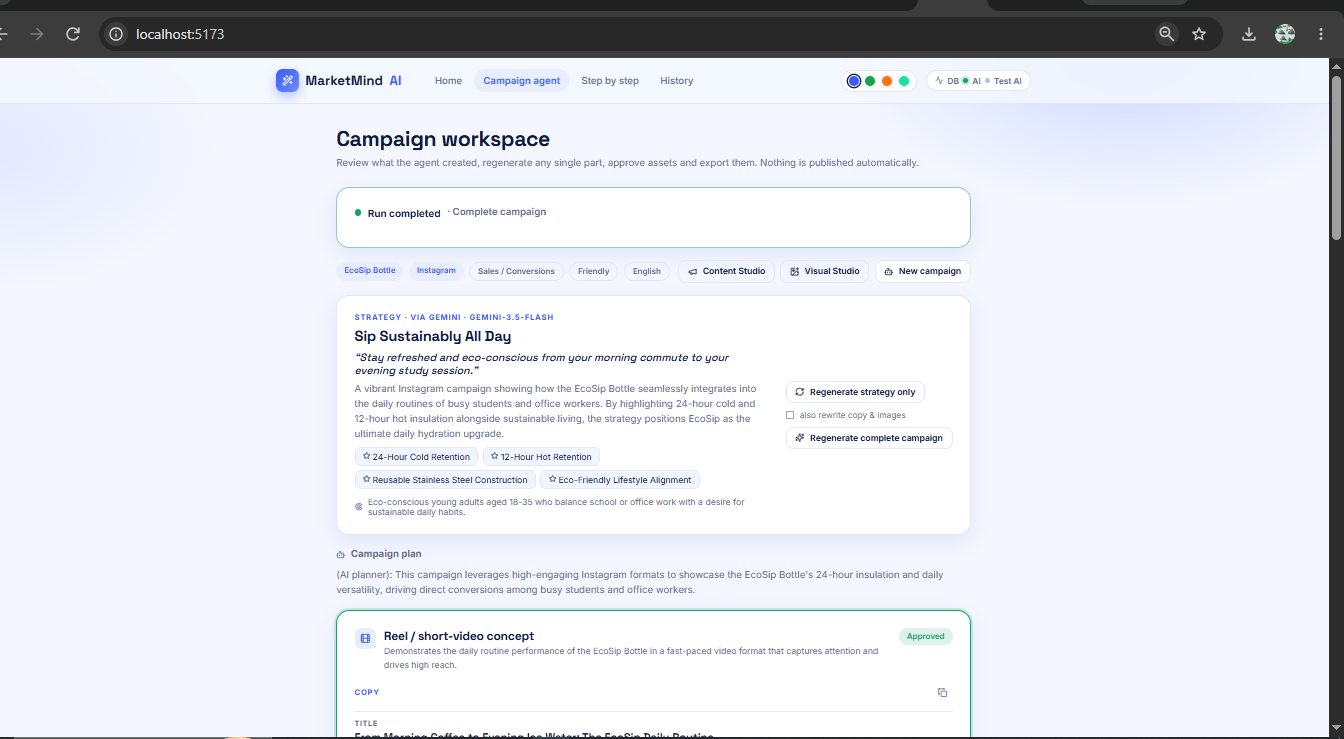 localhost:5173
MarketMind AI
Home
Campaign agent
Step by step
History
DB AI Test AI
Campaign workspace
Review what the agent created, regenerate any single part, approve assets and export them. Nothing is published automatically.
Run completed · Complete campaign
EcoSip Bottle
Instagram
Sales / Conversions
Friendly
English
Content Studio
Visual Studio
New campaign
STRATEGY · VIA GEMINI · GEMINI-3.5-FLASH
Sip Sustainably All Day
“Stay refreshed and eco-conscious from your morning commute to your
evening study session.”
A vibrant Instagram campaign showing how the EcoSip Bottle seamlessly integrates into
the daily routines of busy students and office workers. By highlighting 24-hour cold and
12-hour hot insulation alongside sustainable living, the strategy positions EcoSip as the
ultimate daily hydration upgrade.
24-Hour Cold Retention
12-Hour Hot Retention
Reusable Stainless Steel Construction
Eco-Friendly Lifestyle Alignment
Eco-conscious young adults aged 18-35 who balance school or office work with a desire for
sustainable daily habits.
Regenerate strategy only
also rewrite copy & images
Regenerate complete campaign
Campaign plan
(AI planner): This campaign leverages high-engaging Instagram formats to showcase the EcoSip Bottle's 24-hour insulation and daily
versatility, driving direct conversions among busy students and office workers.
Reel / short-video concept
Approved
Demonstrates the daily routine performance of the EcoSip Bottle in a fast-paced video format that captures attention and
drives high reach.
COPY
TITLE
From Morning Coffee to Evening Ice Water: The EcoSip Daily Routine